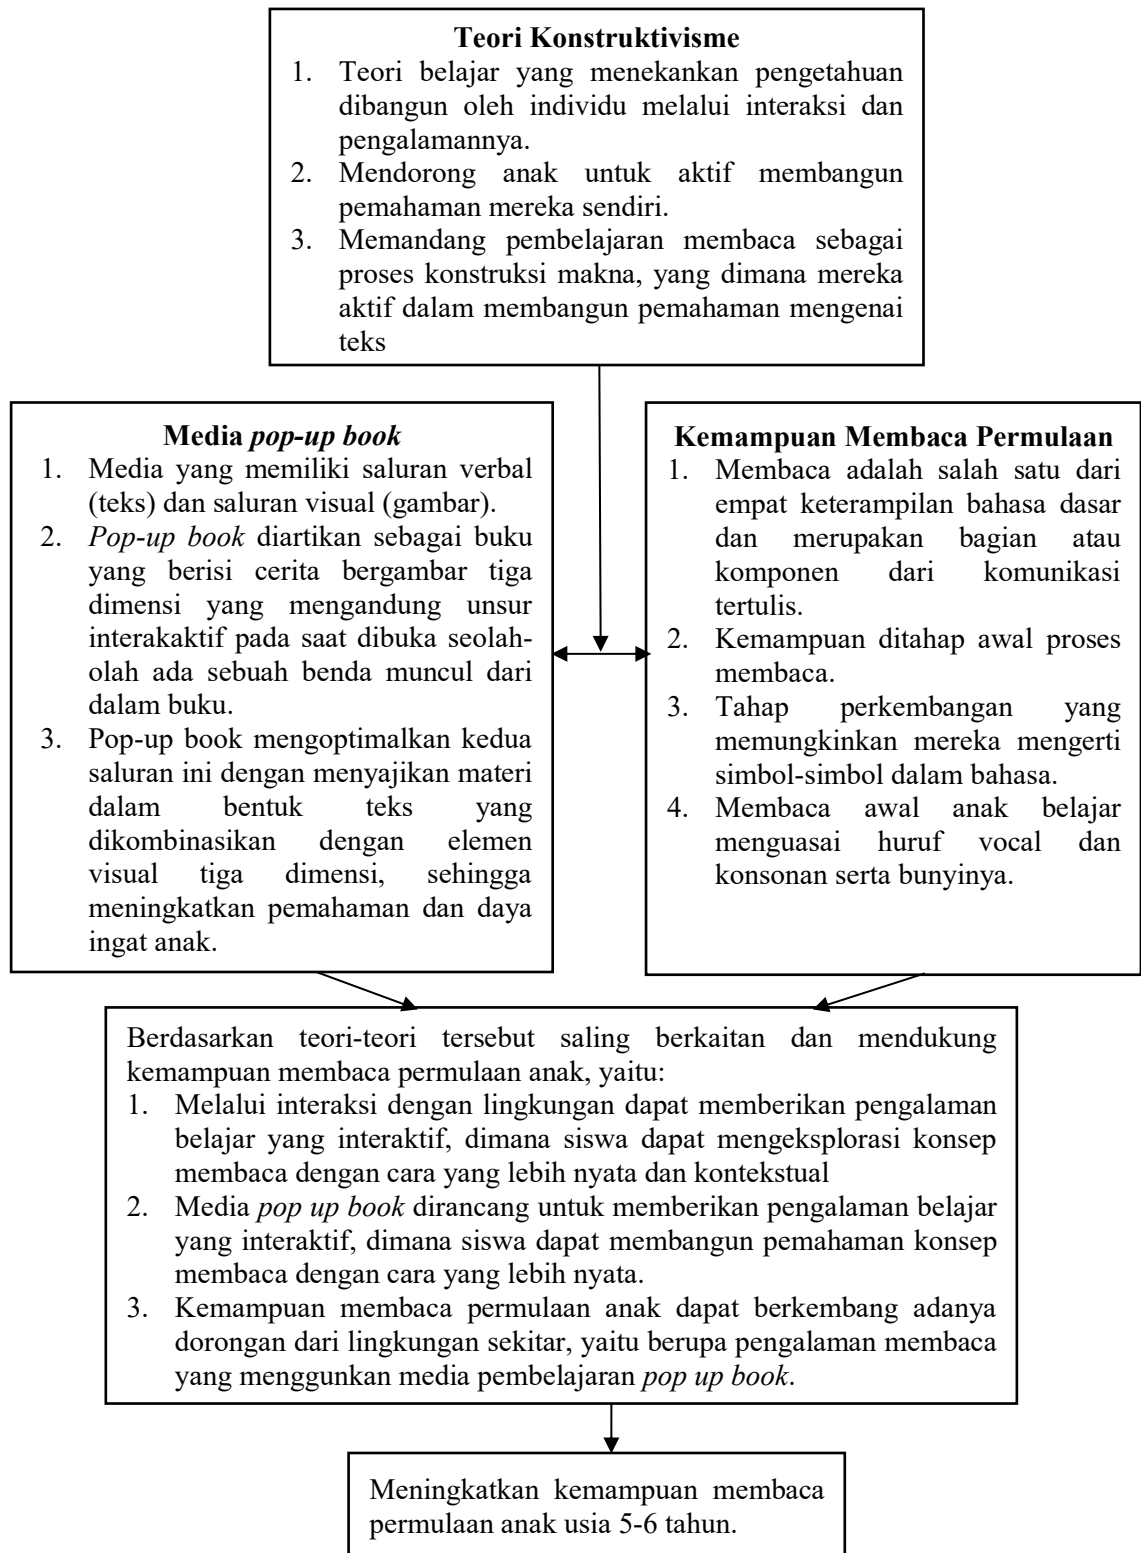 Teori Konstruktivisme
1. Teori belajar yang menekankan pengetahuan
dibangun oleh individu melalui interaksi dan
pengalamannya.
2. Mendorong anak untuk aktif membangun
pemahaman mereka sendiri.
3. Memandang pembelajaran membaca sebagai
proses konstruksi makna, yang dimana mereka
aktif dalam membangun pemahaman mengenai
teks
Media pop-up book
1. Media yang memiliki saluran verbal
(teks) dan saluran visual (gambar).
2. Pop-up book diartikan sebagai buku
yang berisi cerita bergambar tiga
dimensi yang mengandung unsur
interakaktif pada saat dibuka seolah-
olah ada sebuah benda muncul dari
dalam buku.
3. Pop-up book mengoptimalkan kedua
saluran ini dengan menyajikan materi
dalam bentuk teks yang
dikombinasikan dengan elemen
visual tiga dimensi, sehingga
meningkatkan pemahaman dan daya
ingat anak.
Kemampuan Membaca Permulaan
1. Membaca adalah salah satu dari
empat keterampilan bahasa dasar
dan merupakan bagian atau
komponen dari komunikasi
tertulis.
2. Kemampuan ditahap awal proses
membaca.
3. Tahap perkembangan yang
memungkinkan mereka mengerti
simbol-simbol dalam bahasa.
4. Membaca awal anak belajar
menguasai huruf vocal dan
konsonan serta bunyinya.
Berdasarkan teori-teori tersebut saling berkaitan dan mendukung
kemampuan membaca permulaan anak, yaitu:
1. Melalui interaksi dengan lingkungan dapat memberikan pengalaman
belajar yang interaktif, dimana siswa dapat mengeksplorasi konsep
membaca dengan cara yang lebih nyata dan kontekstual
2. Media pop up book dirancang untuk memberikan pengalaman belajar
yang interaktif, dimana siswa dapat membangun pemahaman konsep
membaca dengan cara yang lebih nyata.
3. Kemampuan membaca permulaan anak dapat berkembang adanya
dorongan dari lingkungan sekitar, yaitu berupa pengalaman membaca
yang menggunkan media pembelajaran pop up book.
Meningkatkan kemampuan membaca
permulaan anak usia 5-6 tahun.